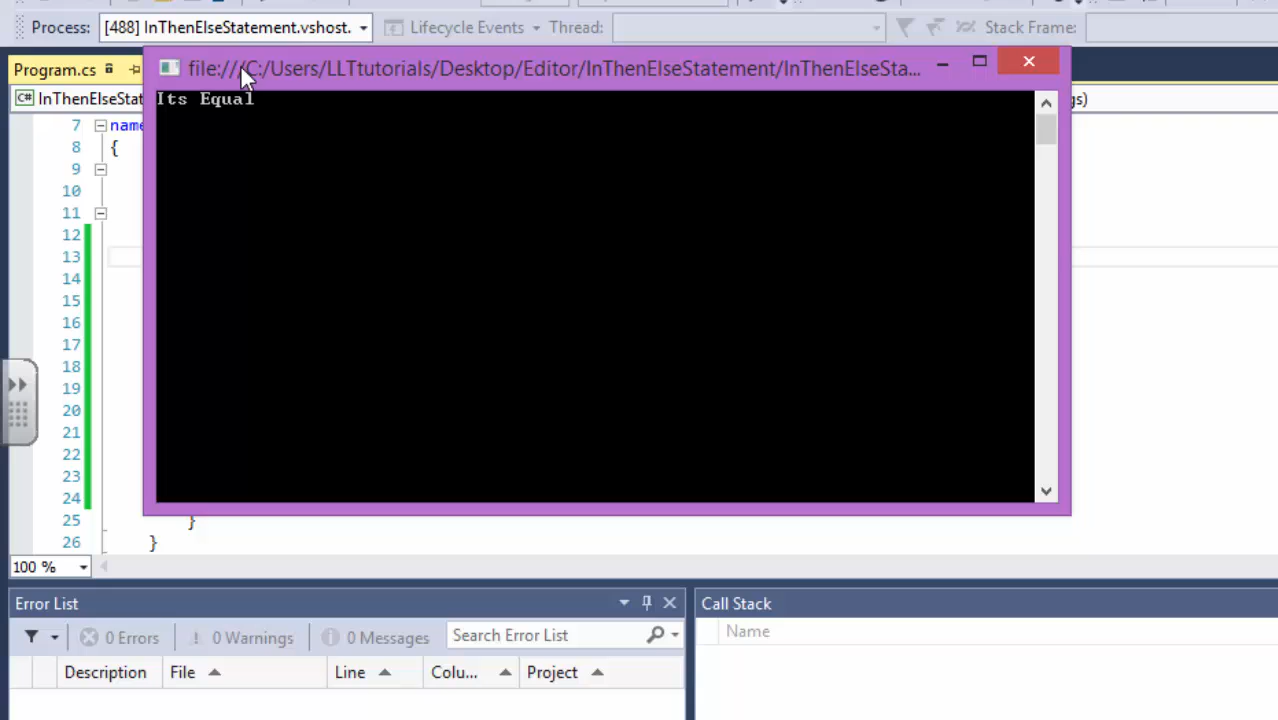 Process: [488] InThenElseStatement.vshost. Lifecycle Events Thread: Stack Frame:
Program.cs
file:///C:/Users/LLTtutorials/Desktop/Editor/InThenElseStatement/InThenElseSta...
InThenElseStat gs)
Its Equal
7 name
8 {
9
10
11
12
13
14
15
16
17
18
19
20
21
22
23
24
25 }
26 }
100 %
Error List
0 Errors 0 Warnings 0 Messages Search Error List
Description File Line Colu... Project
Call Stack
Name